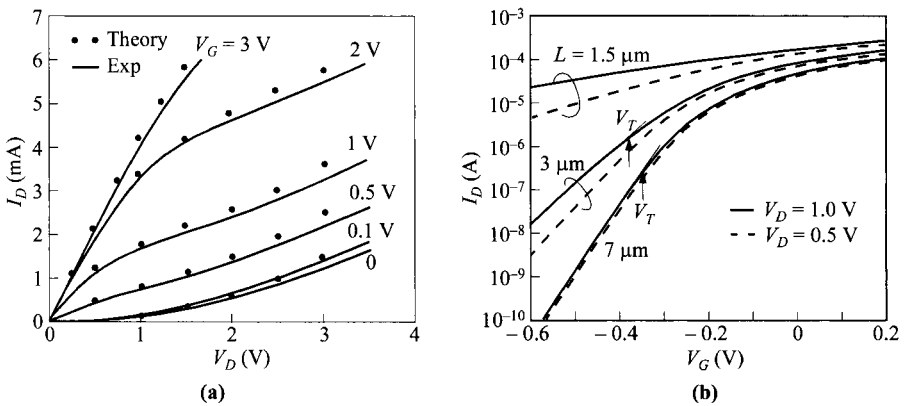 6
5
4
3
2
1
0
I_D (mA)
Theory
Exp
V_G = 3 V
2 V
1 V
0.5 V
0.1 V
0
0 1 2 3 4
V_D (V)
(a)
10⁻³
10⁻⁴
10⁻⁵
10⁻⁶
10⁻⁷
10⁻⁸
10⁻⁹
10⁻¹⁰
I_D (A)
L = 1.5 μm
V_T
3 μm
V_T
7 μm
V_D = 1.0 V
V_D = 0.5 V
−0.6 −0.4 −0.2 0 0.2
V_G (V)
(b)